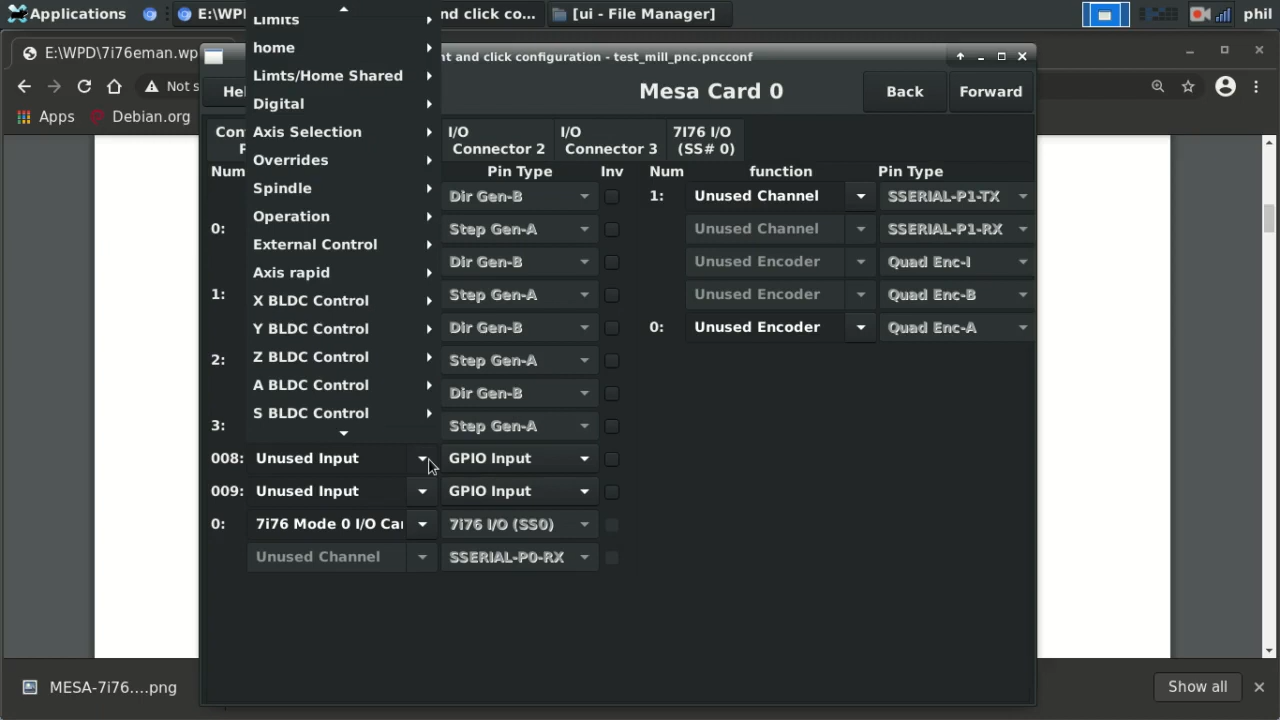 Applications
E:\WPI
nd click co...
[ui - File Manager]
phil
E:\WPD\7i76eman.wp
nt and click configuration - test_mill_pnc.pncconf
Not s
Apps
Debian.org
Hel
Mesa Card 0
Back
Forward
Limits
home
Limts/Home Shared
Digital
Axis Selection
Overrides
Spindle
Operation
External Control
Axis rapid
X BLDC Control
Y BLDC Control
Z BLDC Control
A BLDC Control
S BLDC Control
Con
I/O
Connector 2
I/O
Connector 3
7I76 I/O
(SS# 0)
Num
Pin Type
Inv
Num
function
Pin Type
Dir Gen-B
1:
Unused Channel
SSERIAL-P1-TX
0:
Step Gen-A
Unused Channel
SSERIAL-P1-RX
Dir Gen-B
Unused Encoder
Quad Enc-I
1:
Step Gen-A
Unused Encoder
Quad Enc-B
Dir Gen-B
0:
Unused Encoder
Quad Enc-A
2:
Step Gen-A
Dir Gen-B
3:
Step Gen-A
008:
Unused Input
GPIO Input
009:
Unused Input
GPIO Input
0:
7i76 Mode 0 I/O Car
7i76 I/O (SS0)
Unused Channel
SSERIAL-P0-RX
MESA-7i76....png
Show all